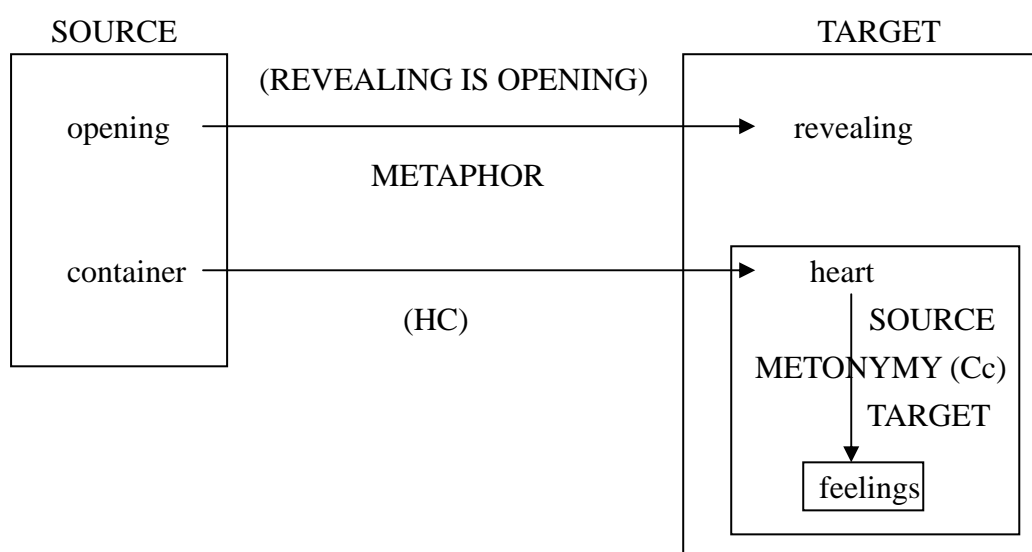 SOURCE TARGET
(REVEALING IS OPENING)
opening revealing
METAPHOR
container heart
(HC)
SOURCE
METONYMY (Cc)
TARGET
feelings